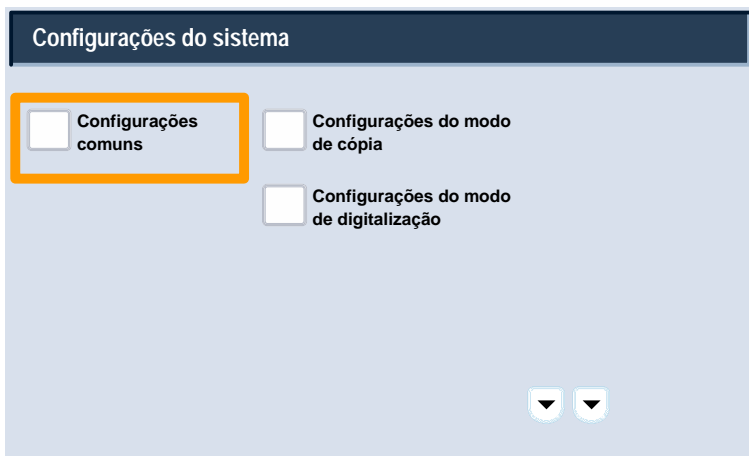 Configurações do sistema
Configurações
comuns
Configurações do modo
de cópia
Configurações do modo
de digitalização